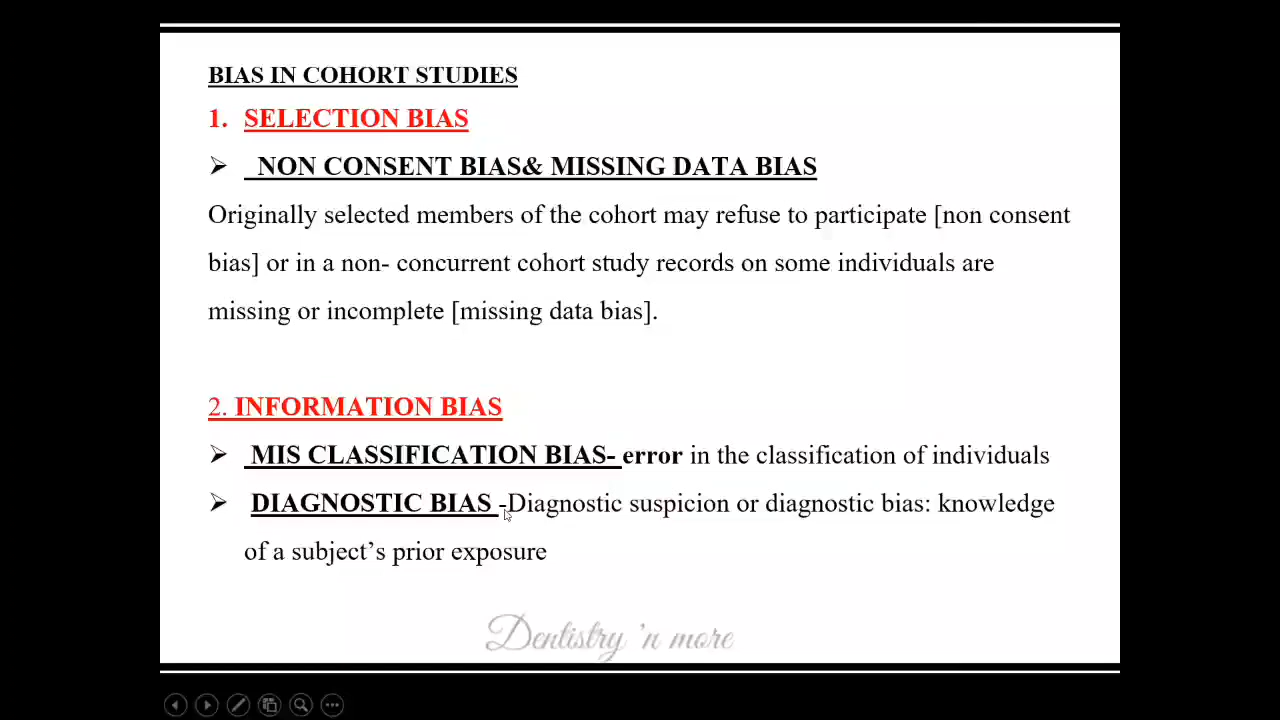 BIAS IN COHORT STUDIES
1. SELECTION BIAS
➢ NON CONSENT BIAS& MISSING DATA BIAS
Originally selected members of the cohort may refuse to participate [non consent
bias] or in a non- concurrent cohort study records on some individuals are
missing or incomplete [missing data bias].
2. INFORMATION BIAS
➢ MIS CLASSIFICATION BIAS- error in the classification of individuals
➢ DIAGNOSTIC BIAS -Diagnostic suspicion or diagnostic bias: knowledge
of a subject’s prior exposure
Dentistry 'n more